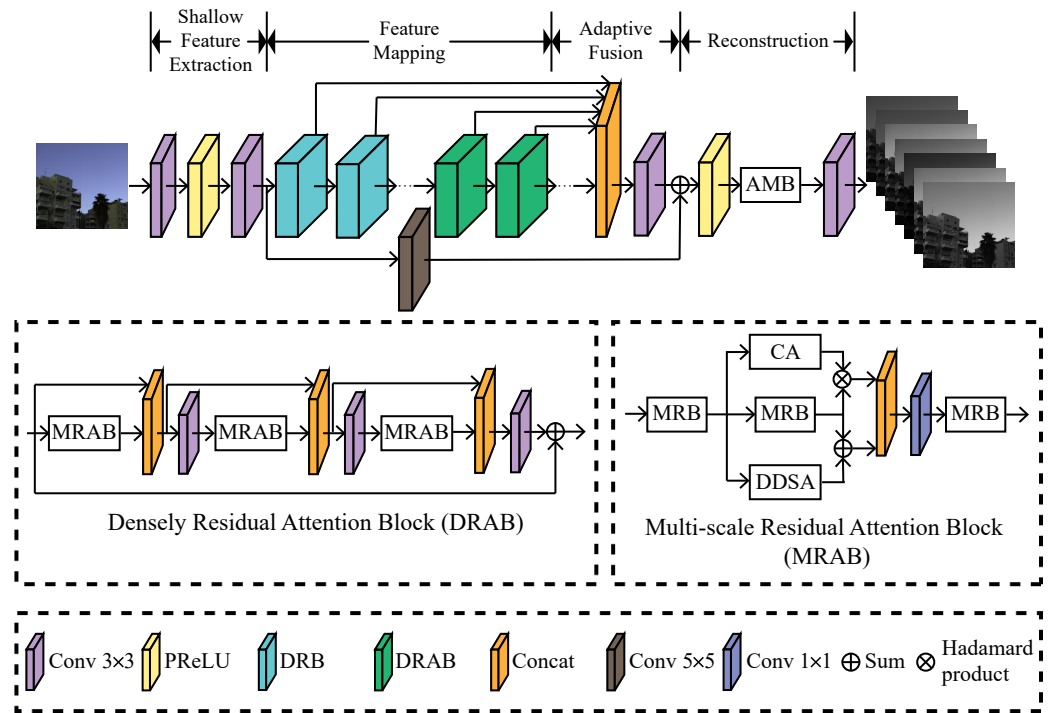 Shallow
Feature
Extraction
Feature
Mapping
Adaptive
Fusion
Reconstruction
AMB
MRAB
MRAB
MRAB
Densely Residual Attention Block (DRAB)
CA
MRB
MRB
MRB
DDSA
Multi-scale Residual Attention Block
(MRAB)
Conv 3×3
PReLU
DRB
DRAB
Concat
Conv 5×5
Conv 1×1
Sum
Hadamard
product